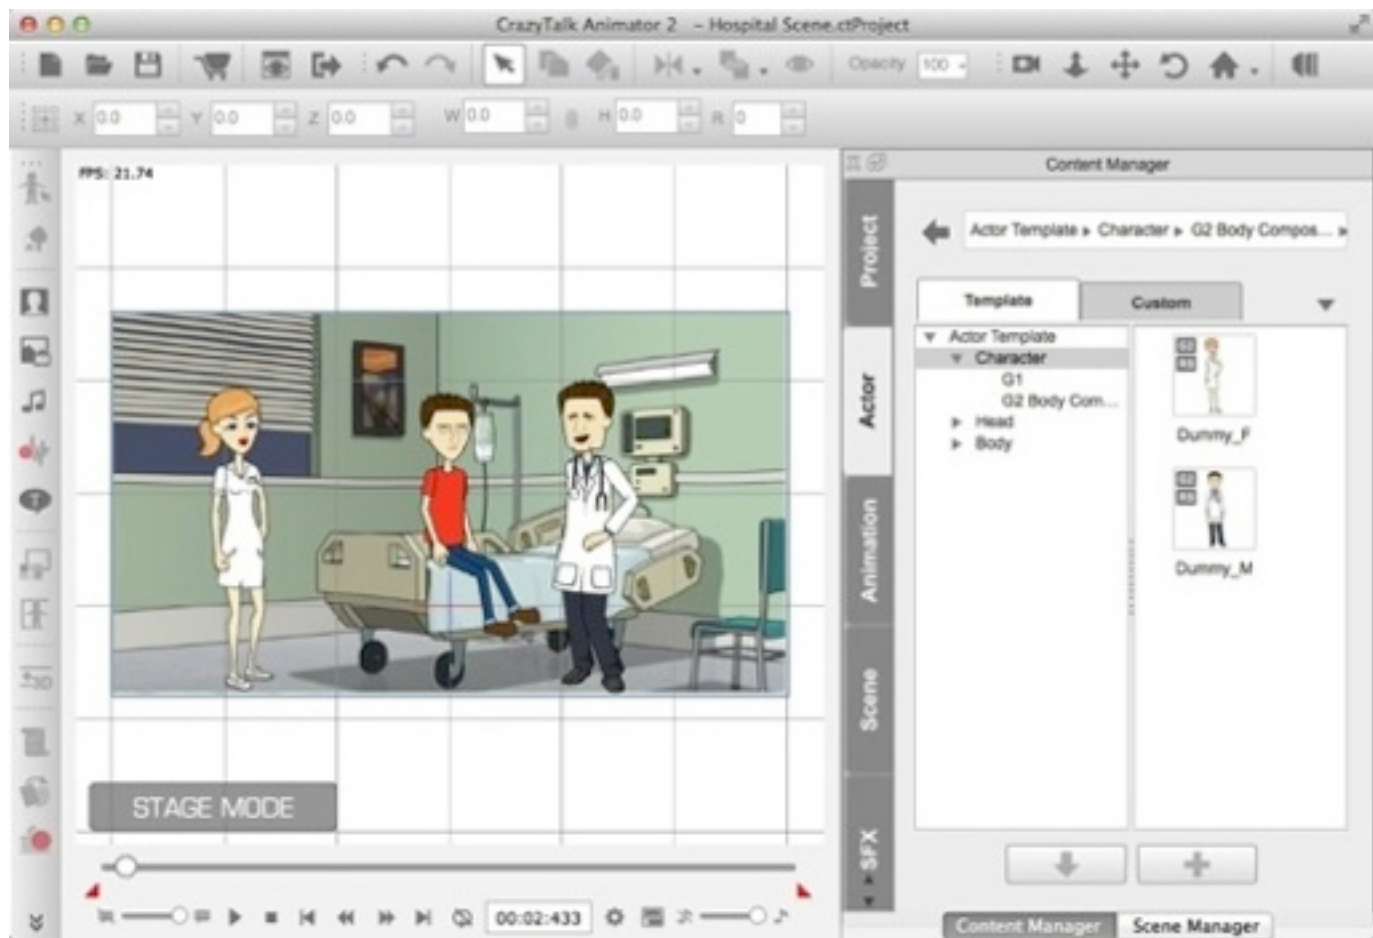 CrazyTalk Animator 2 - Hospital Scene.ctProject
Opacity 100
X 0.0 Y 0.0 Z 0.0 W 0.0 H 0.0 R 0
FPS: 21.74
Content Manager
Project
Actor Template ▸ Character ▸ G2 Body Compos...
Template
Custom
Actor Template
Character
G1
G2 Body Com...
Head
Body
Dummy_F
Dummy_M
Actor
Animation
Scene
SFX
±3D
STAGE MODE
00:02:433
Content Manager
Scene Manager